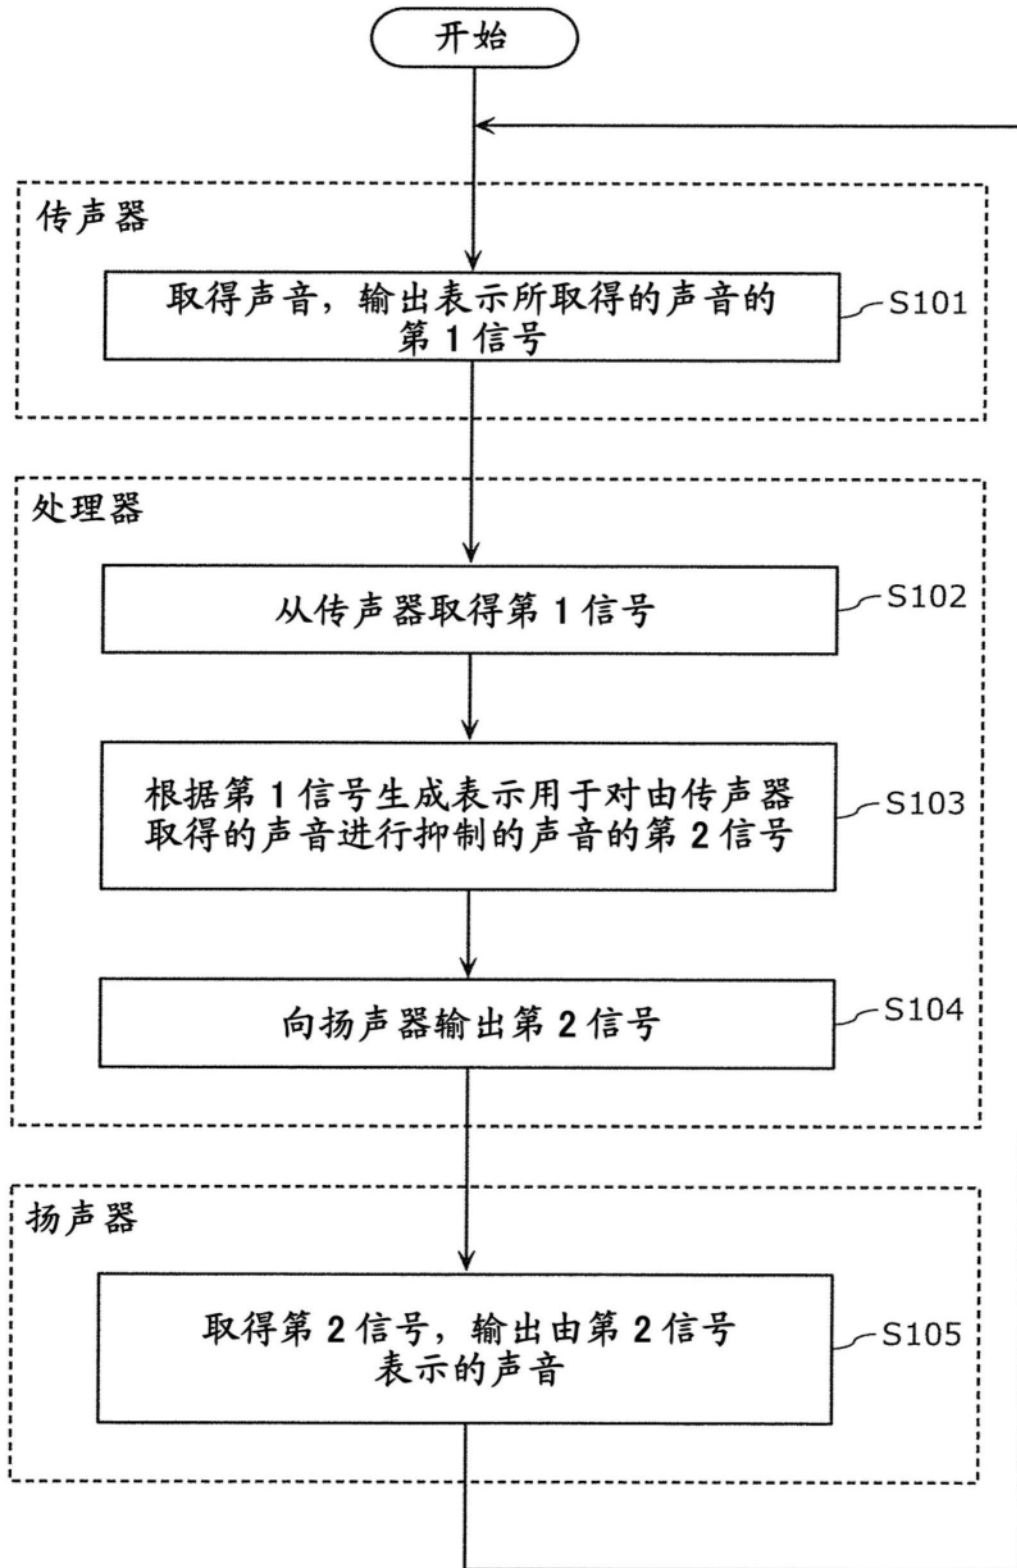 开始
传声器
取得声音，输出表示所取得的声音的
第1信号
S101
处理器
从传声器取得第1信号
S102
根据第1信号生成表示用于对由传声器
取得的声音进行抑制的声音的第2信号
S103
向扬声器输出第2信号
S104
扬声器
取得第2信号，输出由第2信号
表示的声音
S105